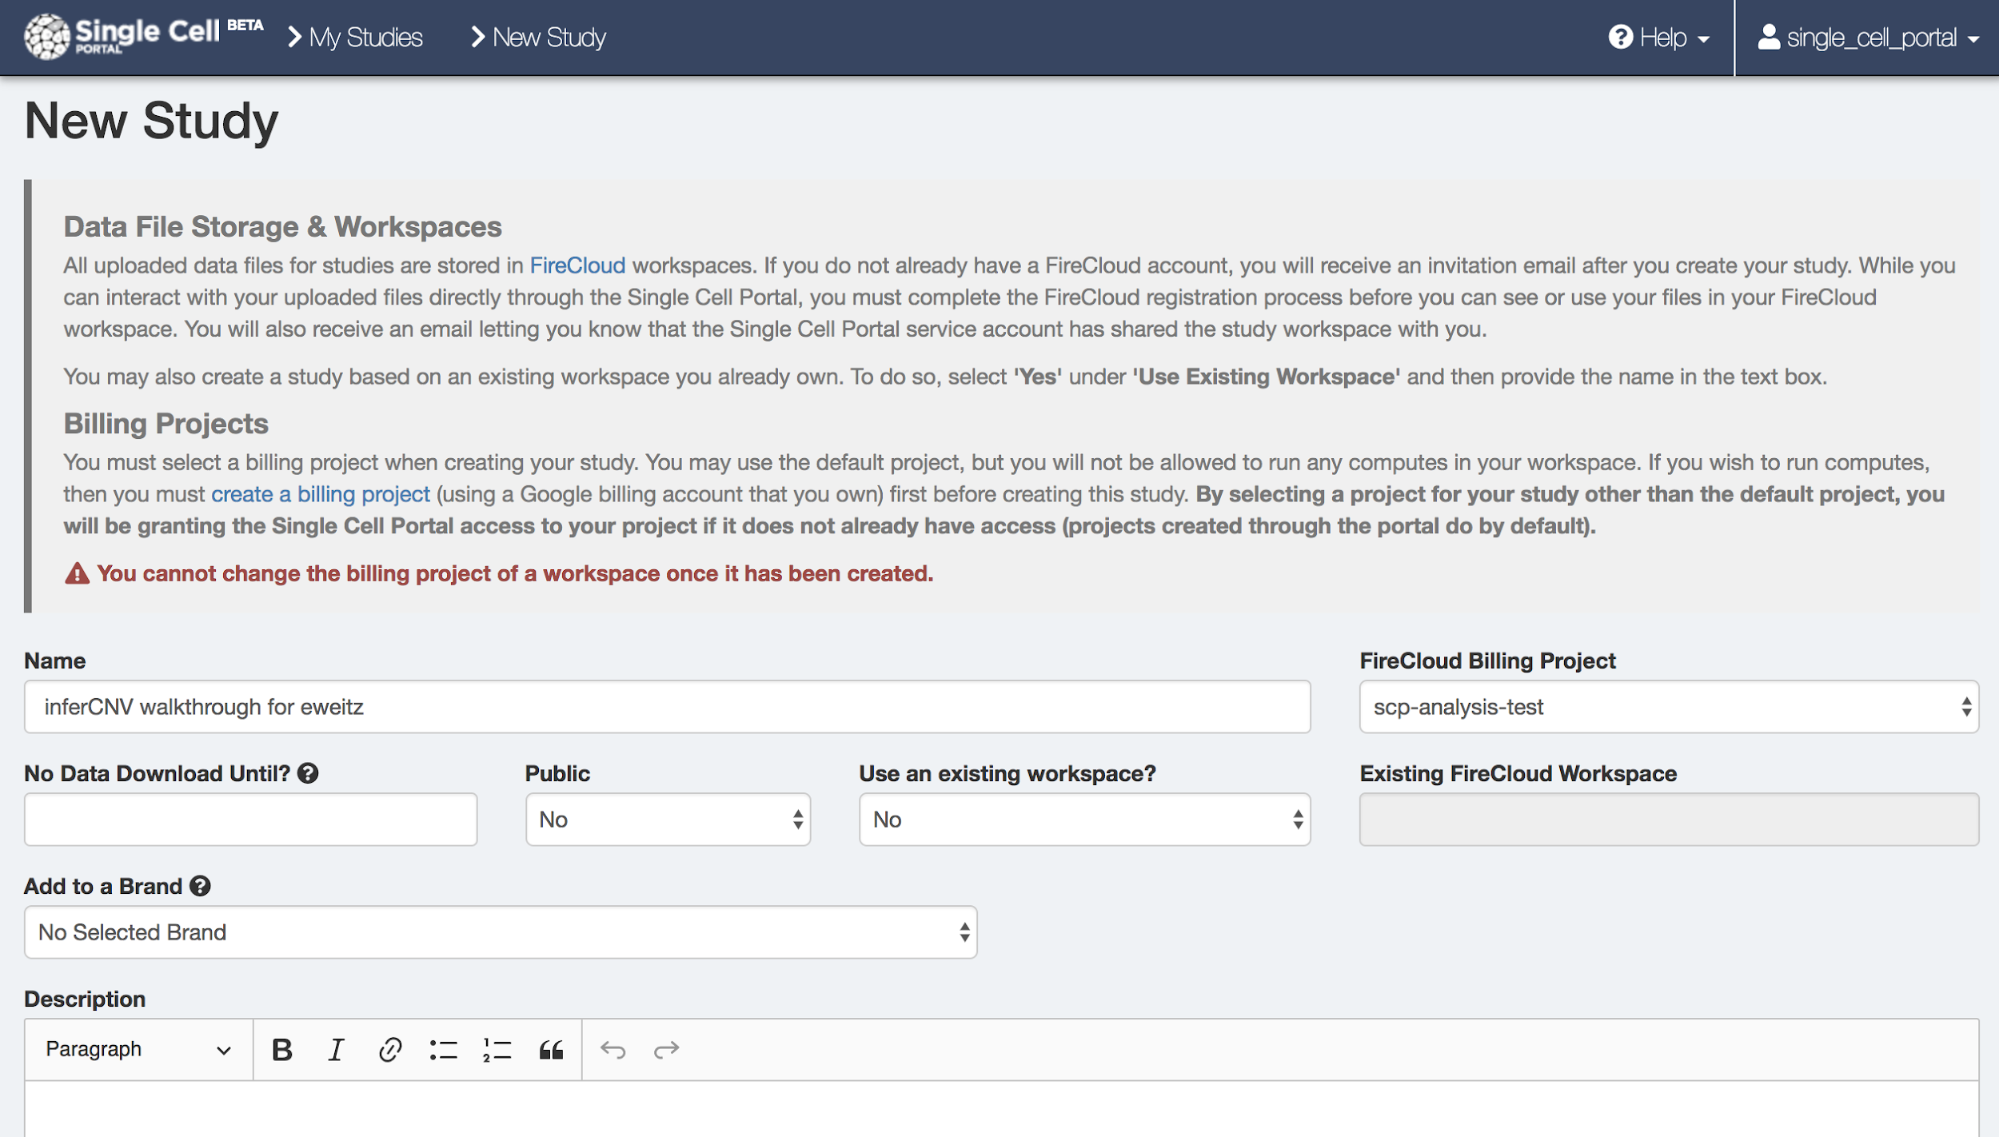 Single Cell BETA
PORTAL
My Studies
New Study
Help
single_cell_portal
New Study
Data File Storage & Workspaces
All uploaded data files for studies are stored in FireCloud workspaces. If you do not already have a FireCloud account, you will receive an invitation email after you create your study. While you
can interact with your uploaded files directly through the Single Cell Portal, you must complete the FireCloud registration process before you can see or use your files in your FireCloud
workspace. You will also receive an email letting you know that the Single Cell Portal service account has shared the study workspace with you.
You may also create a study based on an existing workspace you already own. To do so, select 'Yes' under 'Use Existing Workspace' and then provide the name in the text box.
Billing Projects
You must select a billing project when creating your study. You may use the default project, but you will not be allowed to run any computes in your workspace. If you wish to run computes,
then you must create a billing project (using a Google billing account that you own) first before creating this study. By selecting a project for your study other than the default project, you
will be granting the Single Cell Portal access to your project if it does not already have access (projects created through the portal do by default).
You cannot change the billing project of a workspace once it has been created.
Name
FireCloud Billing Project
inferCNV walkthrough for eweitz
scp-analysis-test
No Data Download Until?
Public
Use an existing workspace?
Existing FireCloud Workspace
No
No
Add to a Brand
No Selected Brand
Description
Paragraph